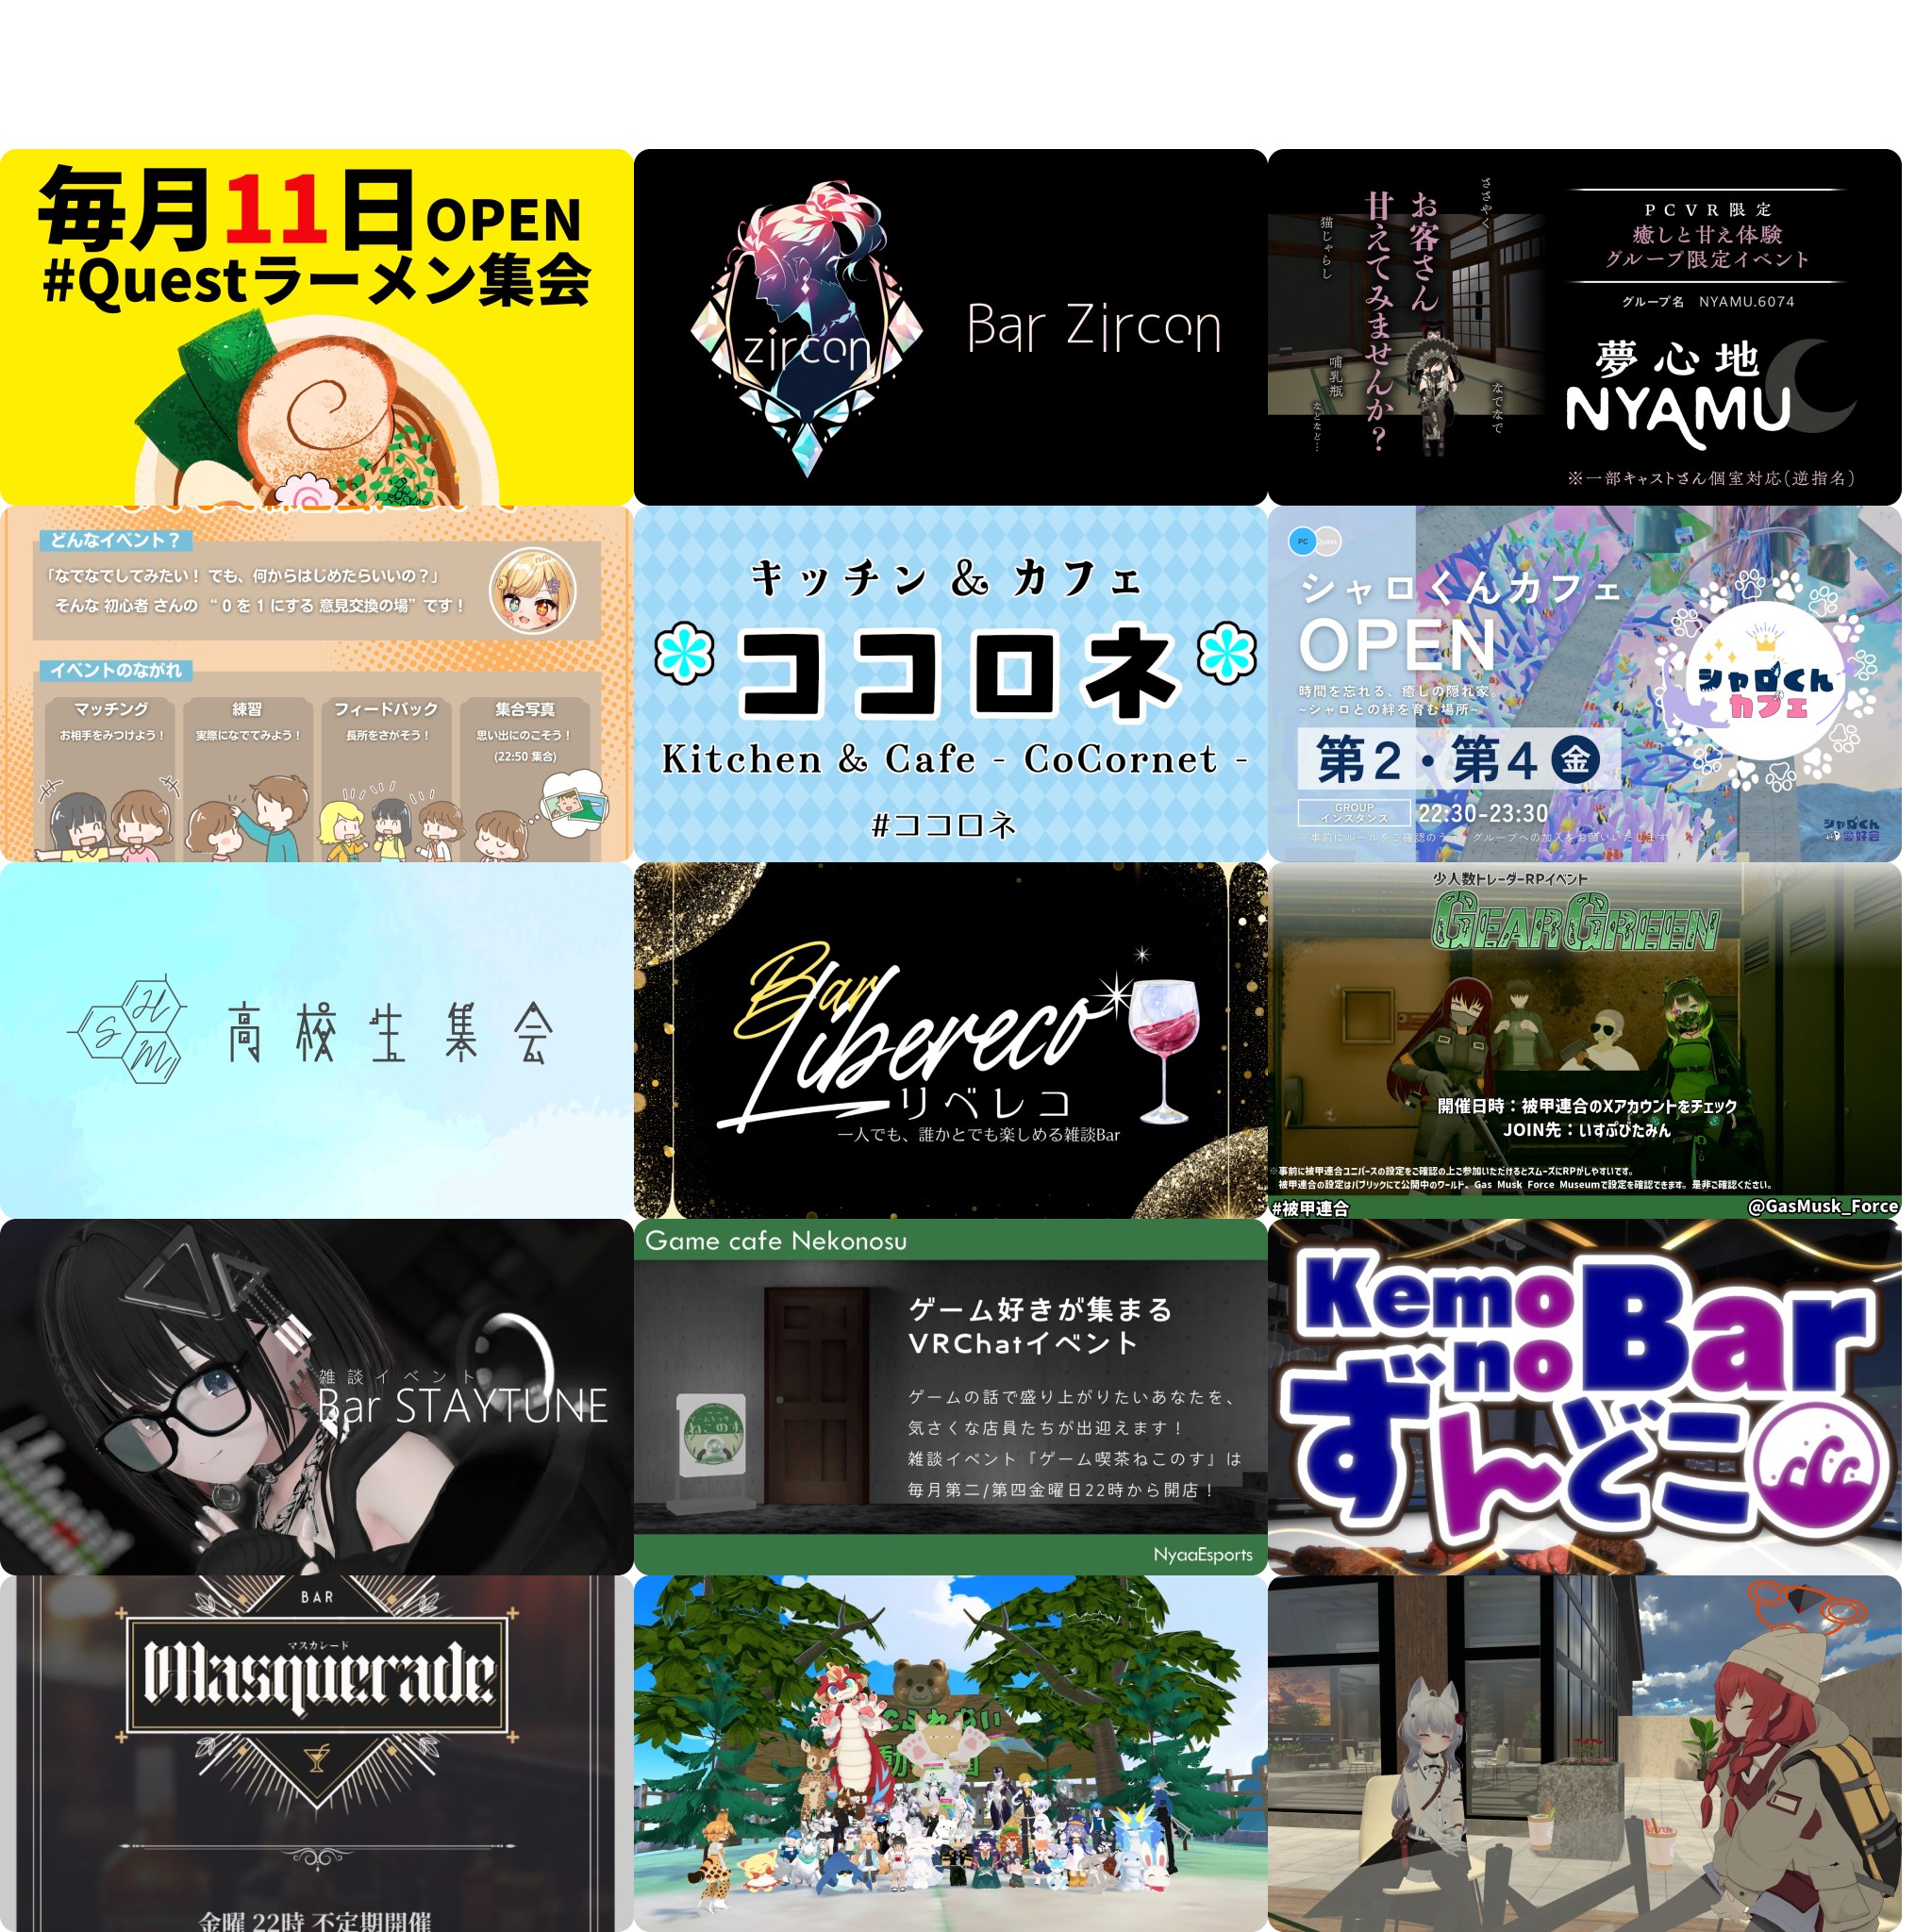 毎月11日OPEN
#Questラーメン集会
zircon
Bar Zircon
ささやく
お客さん
甘えてみませんか？
猫じゃらし
哺乳瓶
なでなで
などなど…
PCVR限定
癒しと甘え体験
グループ限定イベント
グループ名 NYAMU.6074
夢心地
NYAMU
※一部キャストさん個室対応(逆指名)
どんなイベント？
「なでなでしてみたい！ でも、何からはじめたらいいの？」
そんな 初心者 さんの “０を１にする 意見交換の場”です！
イベントのながれ
マッチング
お相手をみつけよう！
練習
実際になでてみよう！
フィードバック
長所をさがそう！
集合写真
思い出にのこそう！
(22:50 集合)
キッチン & カフェ
ココロネ
Kitchen & Cafe - CoCornet -
#ココロネ
PC
Quest
シャロくんカフェ
OPEN
時間を忘れる、癒しの隠れ家。
~シャロとの絆を育む場所~
第2・第4 金
GROUP
インスタンス
22:30-23:30
※事前にルールをご確認のうえ、グループへの加入をお願いいたします
シャロくん
カフェ
HSM
高校生集会
Bar
Libereco
リベレコ
一人でも、誰かとでも楽しめる雑談Bar
少人数トレーダーRPイベント
GEARGREEN
開催日時：被甲連合のXアカウントをチェック
JOIN先：いすぷびたみん
※事前に被甲連合ユニバースの設定をご確認の上ご参加いただけるとスムーズにRPがしやすいです。
被甲連合の設定はパブリックにて公開中のワールド、Gas Musk Force Museumで設定を確認できます。是非ご確認ください。
#被甲連合
@GasMusk_Force
雑談イベント
Bar STAYTUNE
Game cafe Nekonosu
ゲーム好きが集まる
VRChatイベント
ゲームの話で盛り上がりたいあなたを、
気さくな店員たちが出迎えます！
雑談イベント『ゲーム喫茶ねこのす』は
毎月第二/第四金曜日22時から開店！
ねこのす
NyaaEsports
Kemo
no
Bar
ずんどこ
BAR
マスカレード
Masquerade
金曜 22時 不定期開催
ふれあい